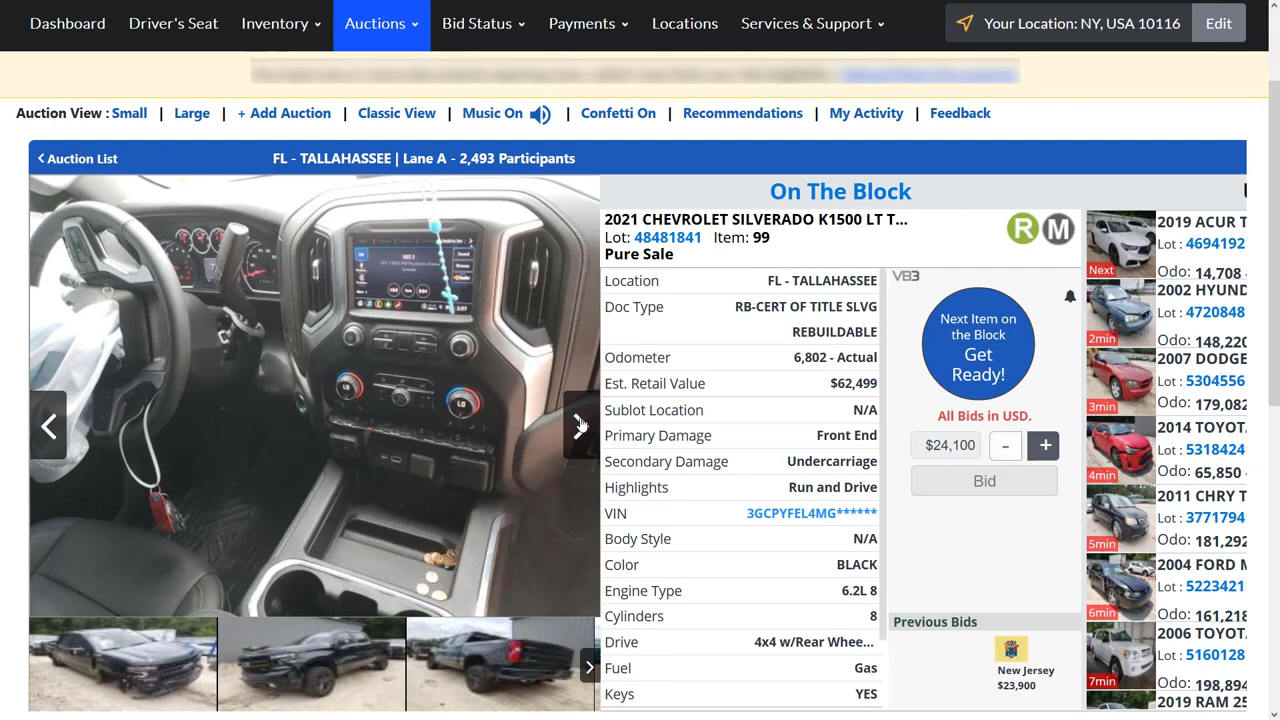 Dashboard Driver's Seat Inventory Auctions Bid Status Payments Locations Services & Support Your Location: NY, USA 10116 Edit
Auction View : Small | Large | + Add Auction | Classic View | Music On | Confetti On | Recommendations | My Activity | Feedback
Auction List FL - TALLAHASSEE | Lane A - 2,493 Participants
On The Block
2021 CHEVROLET SILVERADO K1500 LT T...
Lot: 48481841 Item: 99
Pure Sale
R M
Location FL - TALLAHASSEE
Doc Type RB-CERT OF TITLE SLVG
REBUILDABLE
Odometer 6,802 - Actual
Est. Retail Value $62,499
Sublot Location N/A
Primary Damage Front End
Secondary Damage Undercarriage
Highlights Run and Drive
VIN 3GCPYFEL4MG******
Body Style N/A
Color BLACK
Engine Type 6.2L 8
Cylinders 8
Drive 4x4 w/Rear Whee...
Fuel Gas
Keys YES
VB3
Next Item on
the Block
Get
Ready!
All Bids in USD.
$24,100 - +
Bid
Previous Bids
New Jersey
$23,900
2019 ACUR T
Lot : 4694192
Next
Odo: 14,708
2002 HYUND
Lot : 4720848
2min
Odo: 148,220
2007 DODGE
Lot : 5304556
3min
Odo: 179,082
2014 TOYOT
Lot : 5318424
4min
Odo: 65,850
2011 CHRY T
Lot : 3771794
5min
Odo: 181,292
2004 FORD M
Lot : 5223421
6min
Odo: 161,218
2006 TOYOT
Lot : 5160128
7min
Odo: 198,894
2019 RAM 25